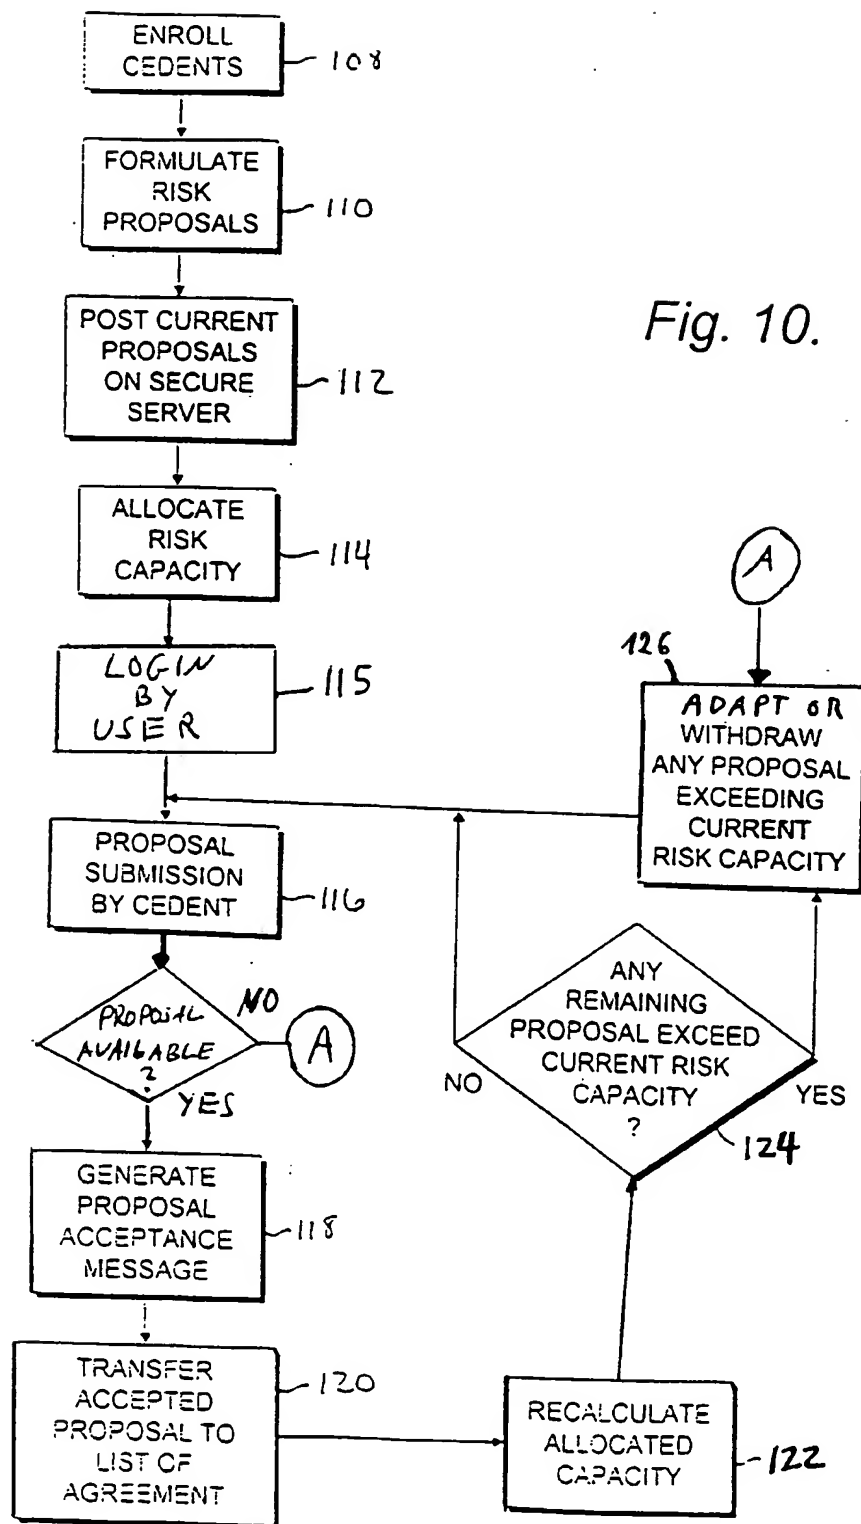 ENROLL
CEDENTS
108
FORMULATE
RISK
PROPOSALS
110
POST CURRENT
PROPOSALS
ON SECURE
SERVER
112
Fig. 10.
ALLOCATE
RISK
CAPACITY
114
LOGIN
BY
USER
115
PROPOSAL
SUBMISSION
BY CEDENT
116
PROPOSAL
AVAILABLE
?
NO
A
YES
GENERATE
PROPOSAL
ACCEPTANCE
MESSAGE
118
TRANSFER
ACCEPTED
PROPOSAL TO
LIST OF
AGREEMENT
120
RECALCULATE
ALLOCATED
CAPACITY
122
ANY
REMAINING
PROPOSAL EXCEED
CURRENT RISK
CAPACITY
?
NO
YES
124
A
126
ADAPT OR
WITHDRAW
ANY PROPOSAL
EXCEEDING
CURRENT
RISK CAPACITY